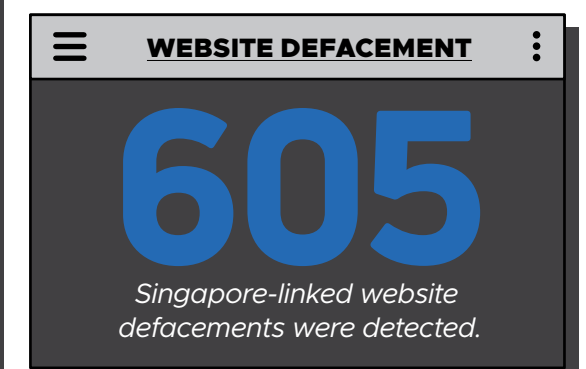 WEBSITE DEFACEMENT
605
Singapore-linked website
defacements were detected.